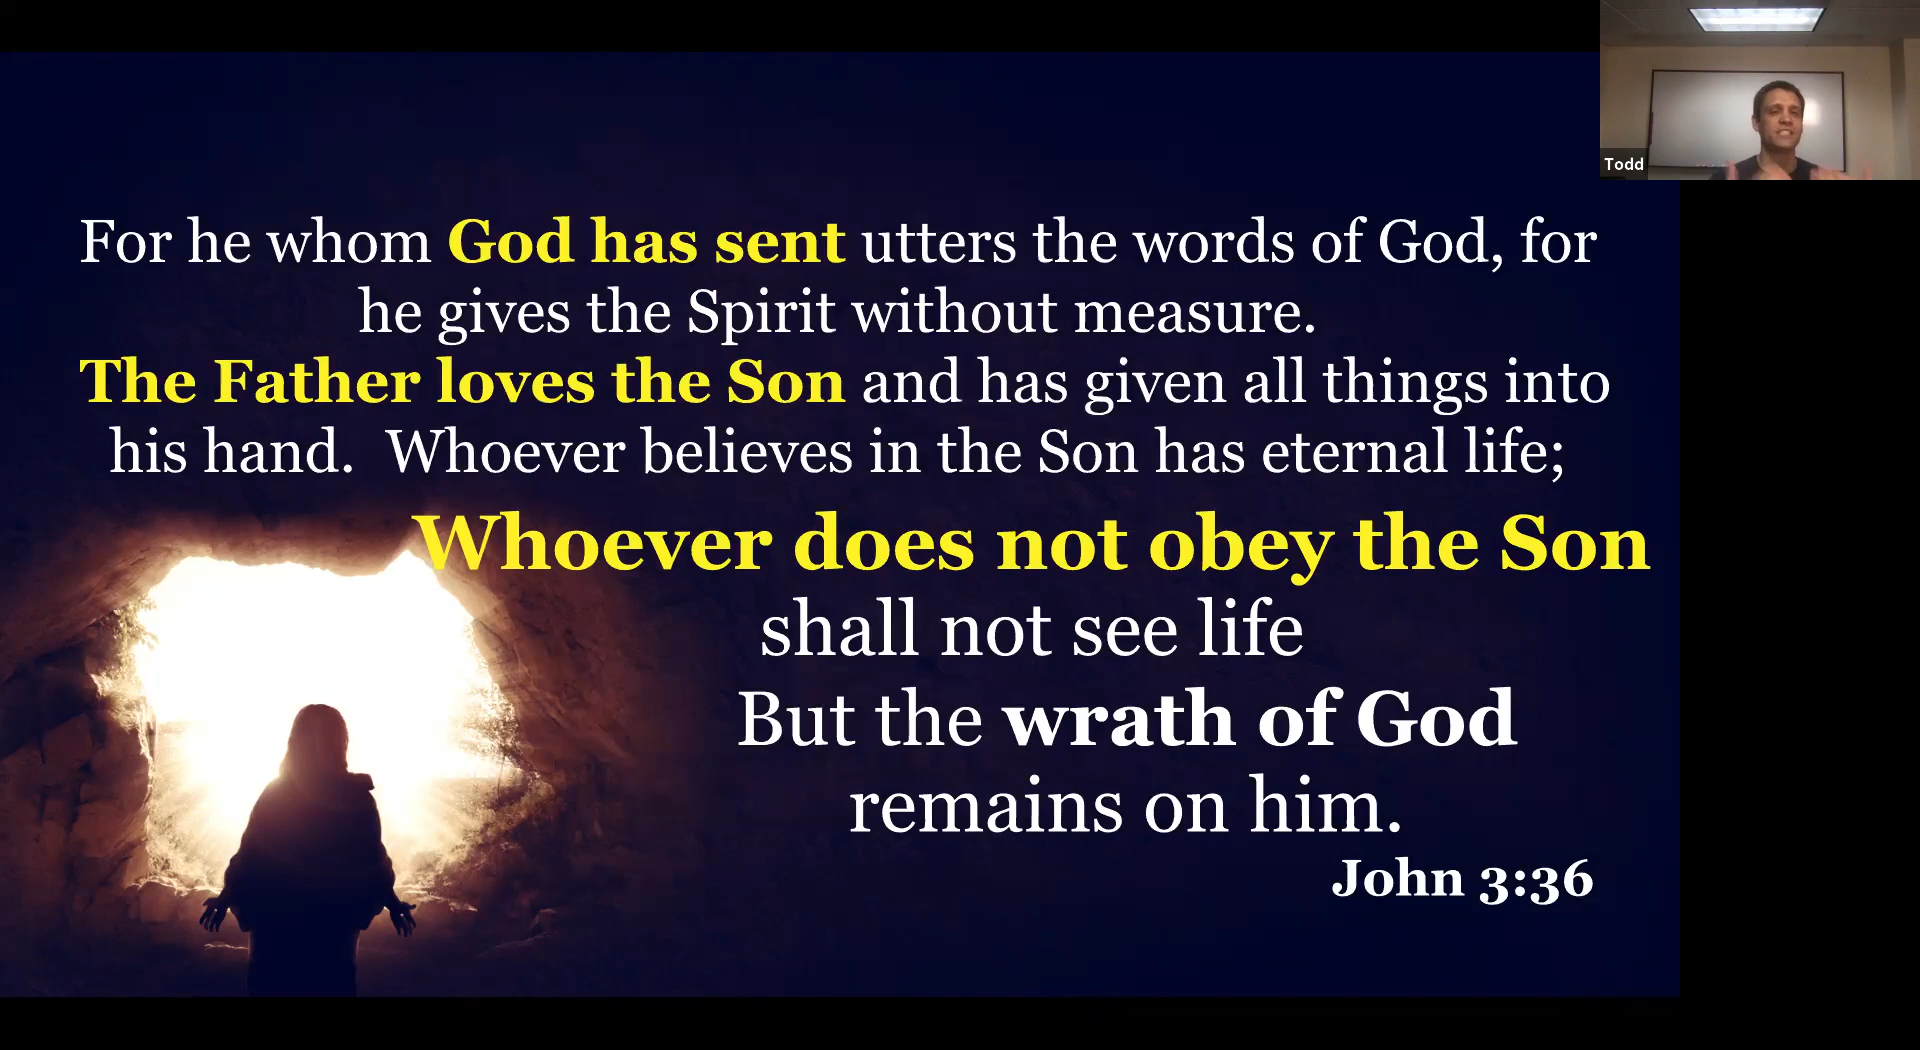 Todd
For he whom God has sent utters the words of God, for
he gives the Spirit without measure.
The Father loves the Son and has given all things into
his hand.  Whoever believes in the Son has eternal life;
Whoever does not obey the Son
shall not see life
But the wrath of God
remains on him.
John 3:36